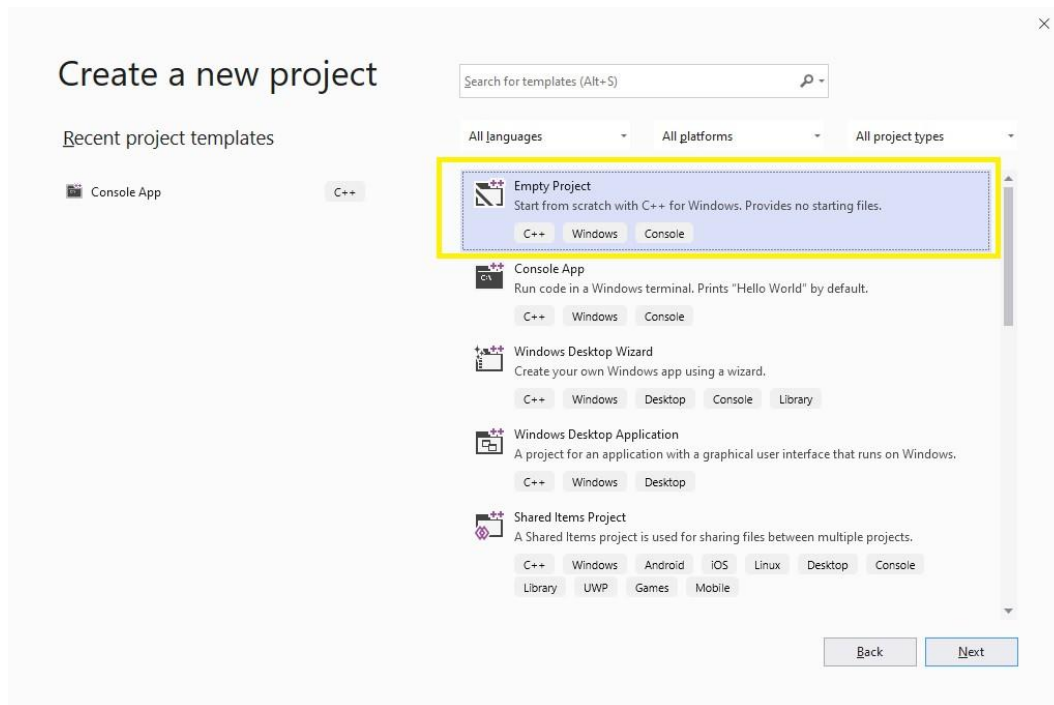 Create a new project
Search for templates (Alt+S)
Recent project templates
All languages
All platforms
All project types
Console App
C++
Empty Project
Start from scratch with C++ for Windows. Provides no starting files.
C++ Windows Console
Console App
Run code in a Windows terminal. Prints "Hello World" by default.
C++ Windows Console
Windows Desktop Wizard
Create your own Windows app using a wizard.
C++ Windows Desktop Console Library
Windows Desktop Application
A project for an application with a graphical user interface that runs on Windows.
C++ Windows Desktop
Shared Items Project
A Shared Items project is used for sharing files between multiple projects.
C++ Windows Android iOS Linux Desktop Console
Library UWP Games Mobile
Back
Next